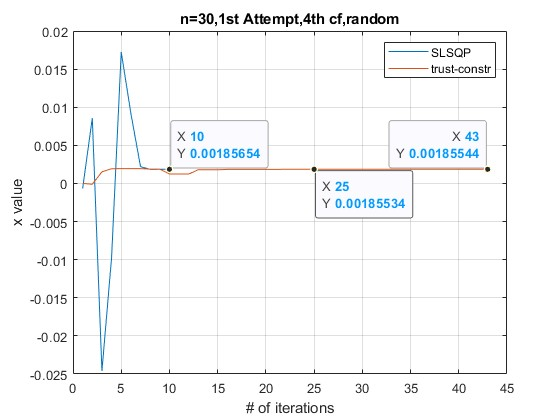 n=30,1st Attempt,4th cf,random
0.02
0.015
0.01
0.005
0
-0.005
-0.01
-0.015
-0.02
-0.025
x value
SLSQP
trust-constr
X 10
Y 0.00185654
X 43
Y 0.00185544
X 25
Y 0.00185534
0 5 10 15 20 25 30 35 40 45
# of iterations